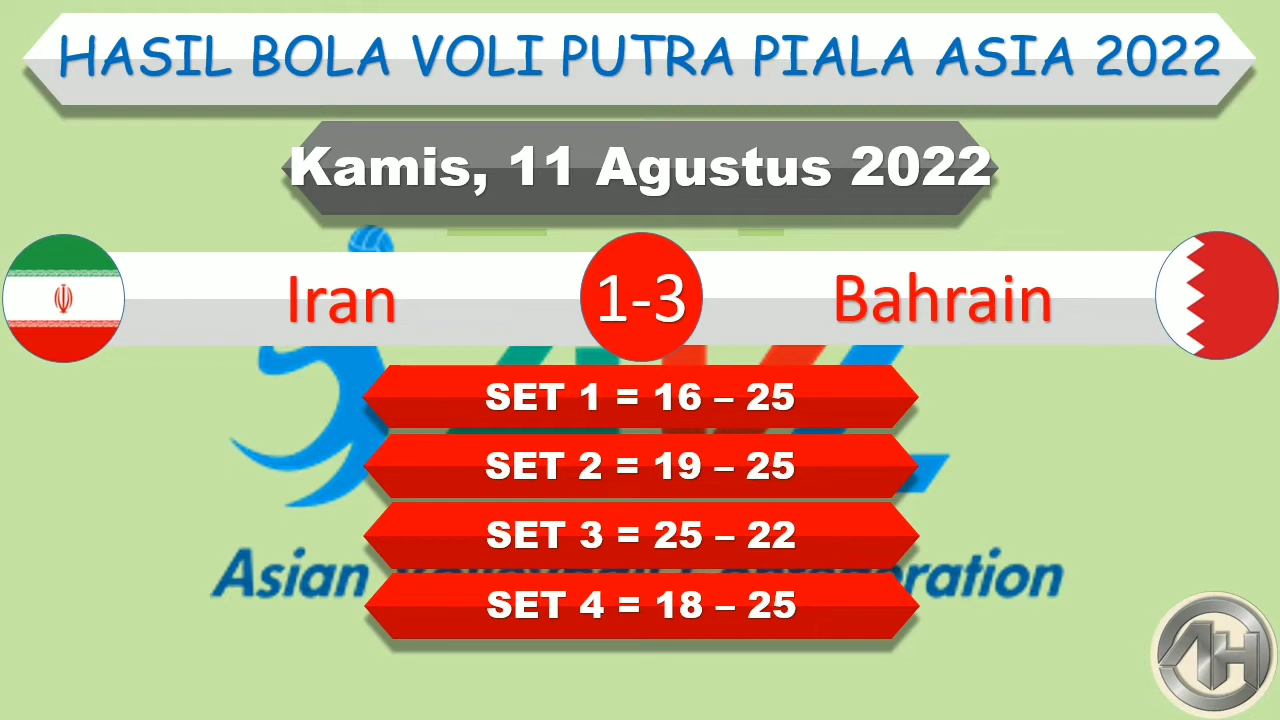 HASIL BOLA VOLI PUTRA PIALA ASIA 2022
Kamis, 11 Agustus 2022
Iran 1-3 Bahrain
SET 1 = 16 – 25
SET 2 = 19 – 25
SET 3 = 25 – 22
SET 4 = 18 – 25
Asian
AH